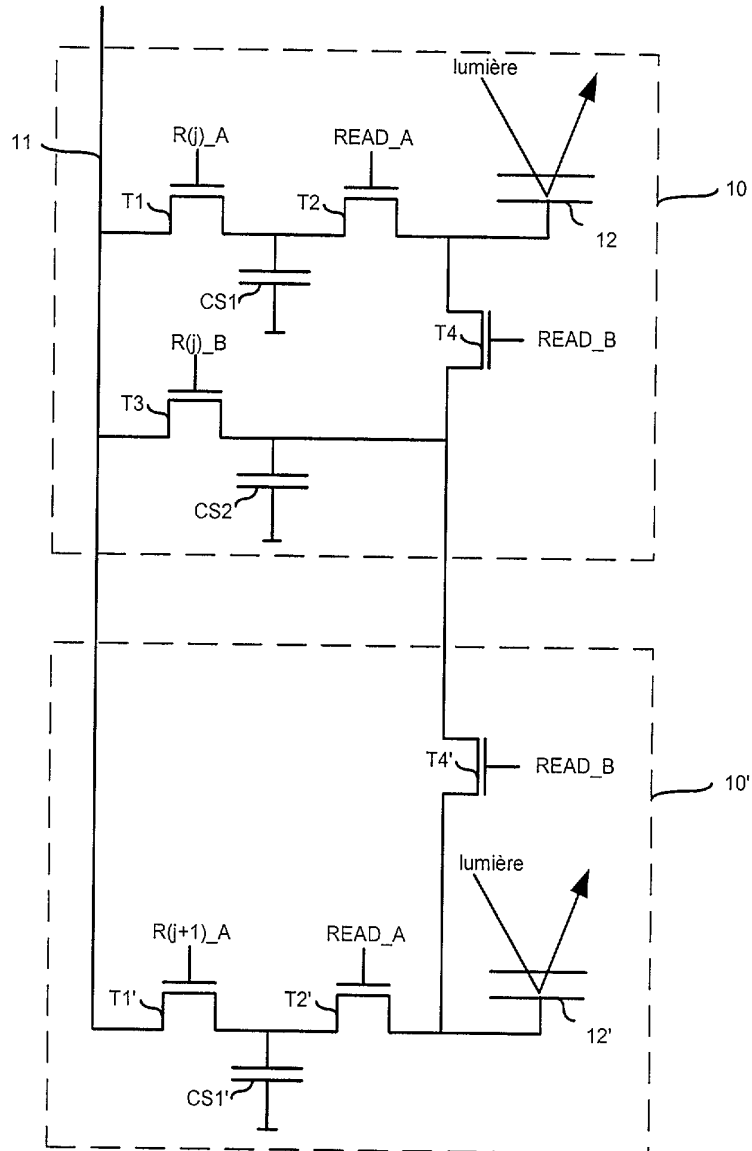 lumière
11
R(j)_A
READ_A
10
T1
T2
12
CS1
R(j)_B
T4
READ_B
T3
CS2
T4'
READ_B
10'
lumière
R(j+1)_A
READ_A
T1'
T2'
12'
CS1'